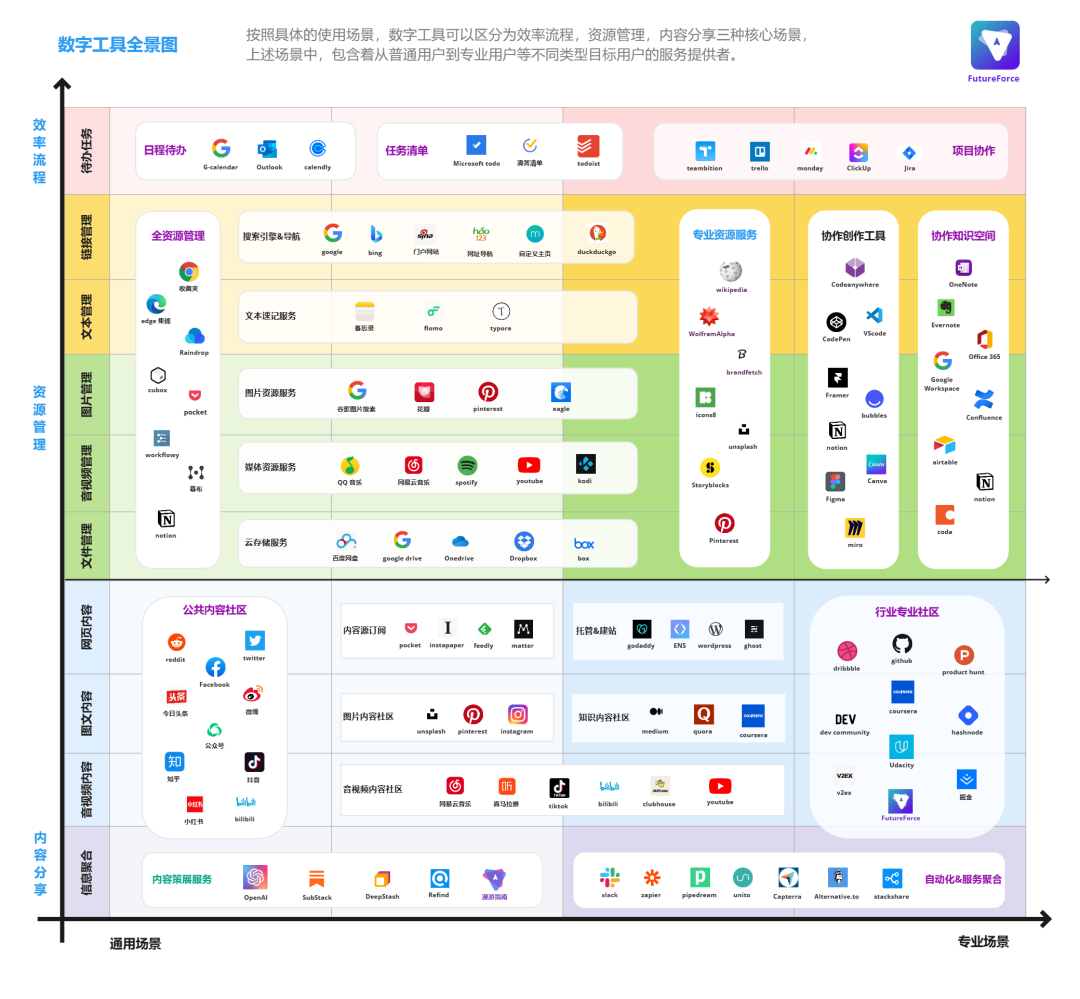 数字工具全景图
按照具体的使用场景，数字工具可以区分为效率流程，资源管理，内容分享三种核心场景，
上述场景中，包含着从普通用户到专业用户等不同类型目标用户的服务提供者。
FutureForce
效率流程
待办任务
日程待办
G-calendar
Outlook
calendly
任务清单
Microsoft todo
滴答清单
todoist
teambition
trello
monday
ClickUp
Jira
项目协作
资源管理
链接管理
文本管理
图片管理
音视频管理
文件管理
全资源管理
收藏夹
edge 集锦
Raindrop
cubox
pocket
workflowy
幕布
notion
搜索引擎&导航
google
bing
sina
门户网站
hao
123
网址导航
自定义主页
duckduckgo
文本速记服务
备忘录
flomo
typora
图片资源服务
谷歌图片搜索
花瓣
pinterest
eagle
媒体资源服务
QQ 音乐
网易云音乐
spotify
youtube
kodi
云存储服务
百度网盘
google drive
Onedrive
Dropbox
box
box
专业资源服务
wikipedia
WolframAlpha
brandfetch
icons8
unsplash
Storyblocks
Pinterest
协作创作工具
Codeanywhere
CodePen
VScode
Framer
bubbles
notion
Canva
Canva
Figma
miro
协作知识空间
OneNote
Evernote
Office 365
Google
Workspace
Confluence
airtable
notion
coda
内容分享
网页内容
图文内容
音视频内容
信息聚合
公共内容社区
reddit
twitter
Facebook
头条
今日头条
微博
公众号
知
知乎
抖音
小红书
小红书
bilibili
bilibili
内容源订阅
pocket
instapaper
feedly
matter
托管&建站
godaddy
ENS
wordpress
ghost
图片内容社区
unsplash
pinterest
instagram
知识内容社区
medium
quora
coursera
coursera
音视频内容社区
网易云音乐
听
喜马拉雅
TikTok
tiktok
bilibili
bilibili
clubhouse
youtube
行业专业社区
dribbble
github
product hunt
coursera
coursera
DEV
dev community
hashnode
Udacity
V2EX
v2ex
掘金
FutureForce
内容策展服务
OpenAI
SubStack
DeepStash
Refind
漫游指南
slack
zapier
pipedream
unito
Capterra
Alternative.to
stackshare
自动化&服务聚合
通用场景
专业场景